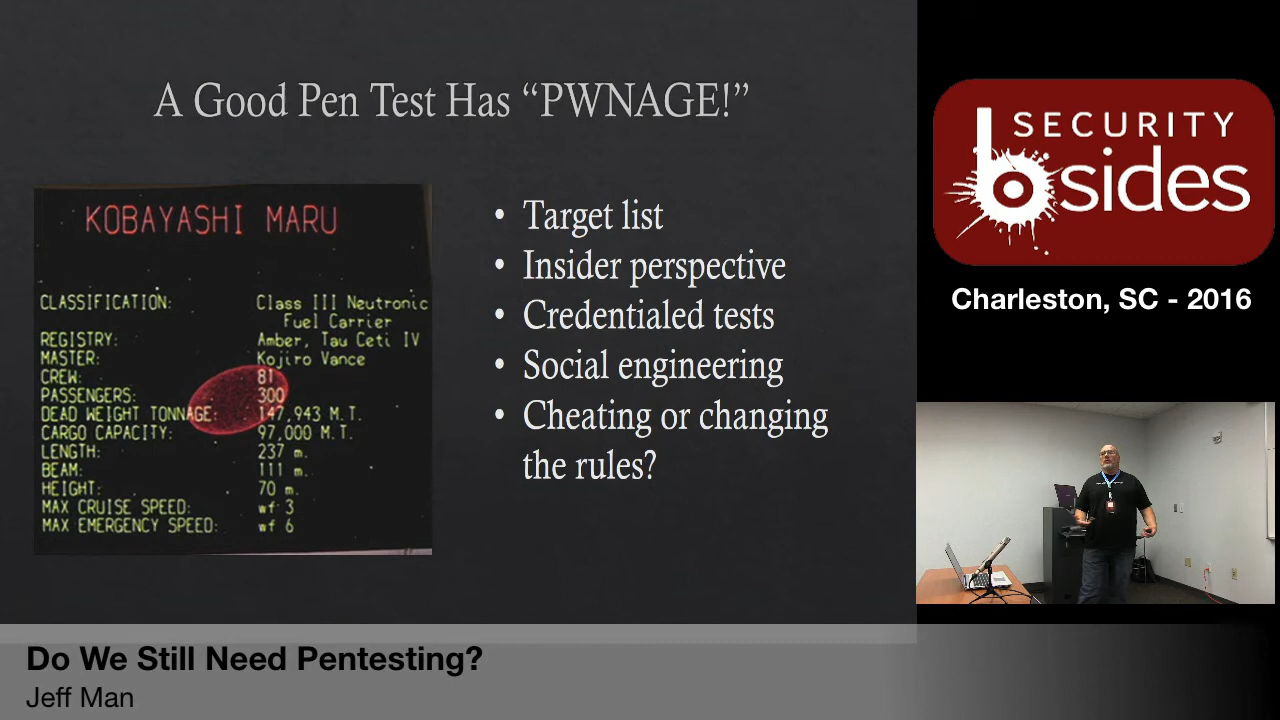 A Good Pen Test Has “PWNAGE!”
KOBAYASHI MARU
CLASSIFICATION: Class III Neutronic
Fuel Carrier
REGISTRY: Amber, Tau Ceti IV
MASTER: Kojiro Vance
CREW: 81
PASSENGERS: 300
DEAD WEIGHT TONNAGE: 147,943 M.T.
CARGO CAPACITY: 97,000 M.T.
LENGTH: 237 m.
BEAM: 111 m.
HEIGHT: 70 m.
MAX CRUISE SPEED: wf 3
MAX EMERGENCY SPEED: wf 6
• Target list
• Insider perspective
• Credentialed tests
• Social engineering
• Cheating or changing
the rules?
SECURITY
bsides
Charleston, SC - 2016
Do We Still Need Pentesting?
Jeff Man